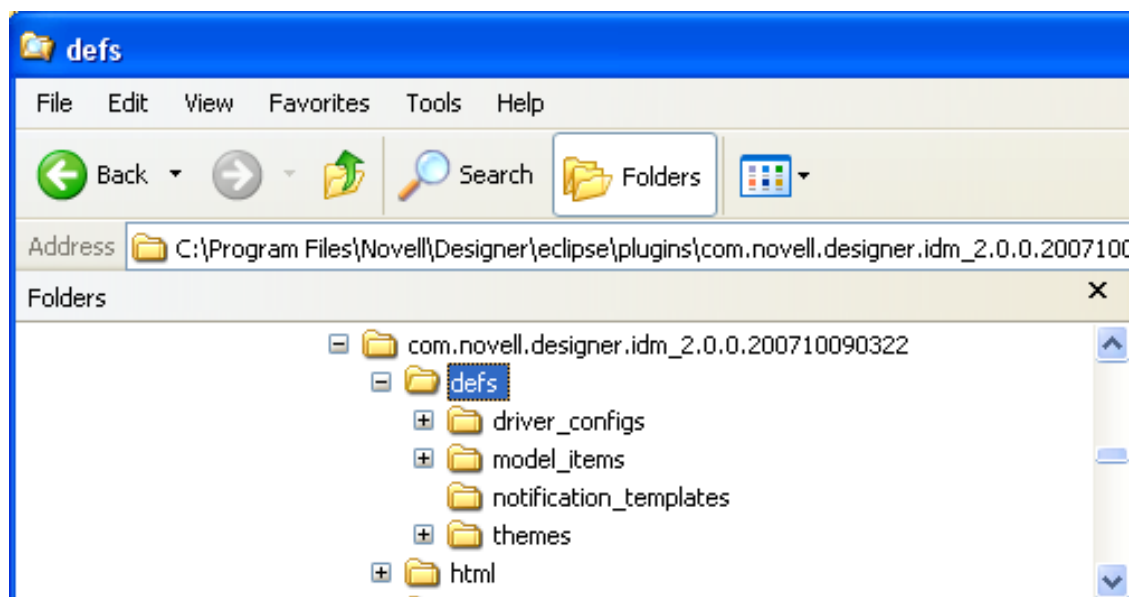 defs
File Edit View Favorites Tools Help
Back Search Folders
Address C:\Program Files\Novell\Designer\eclipse\plugins\com.novell.designer.idm_2.0.0.2007100
Folders
com.novell.designer.idm_2.0.0.200710090322
defs
driver_configs
model_items
notification_templates
themes
html